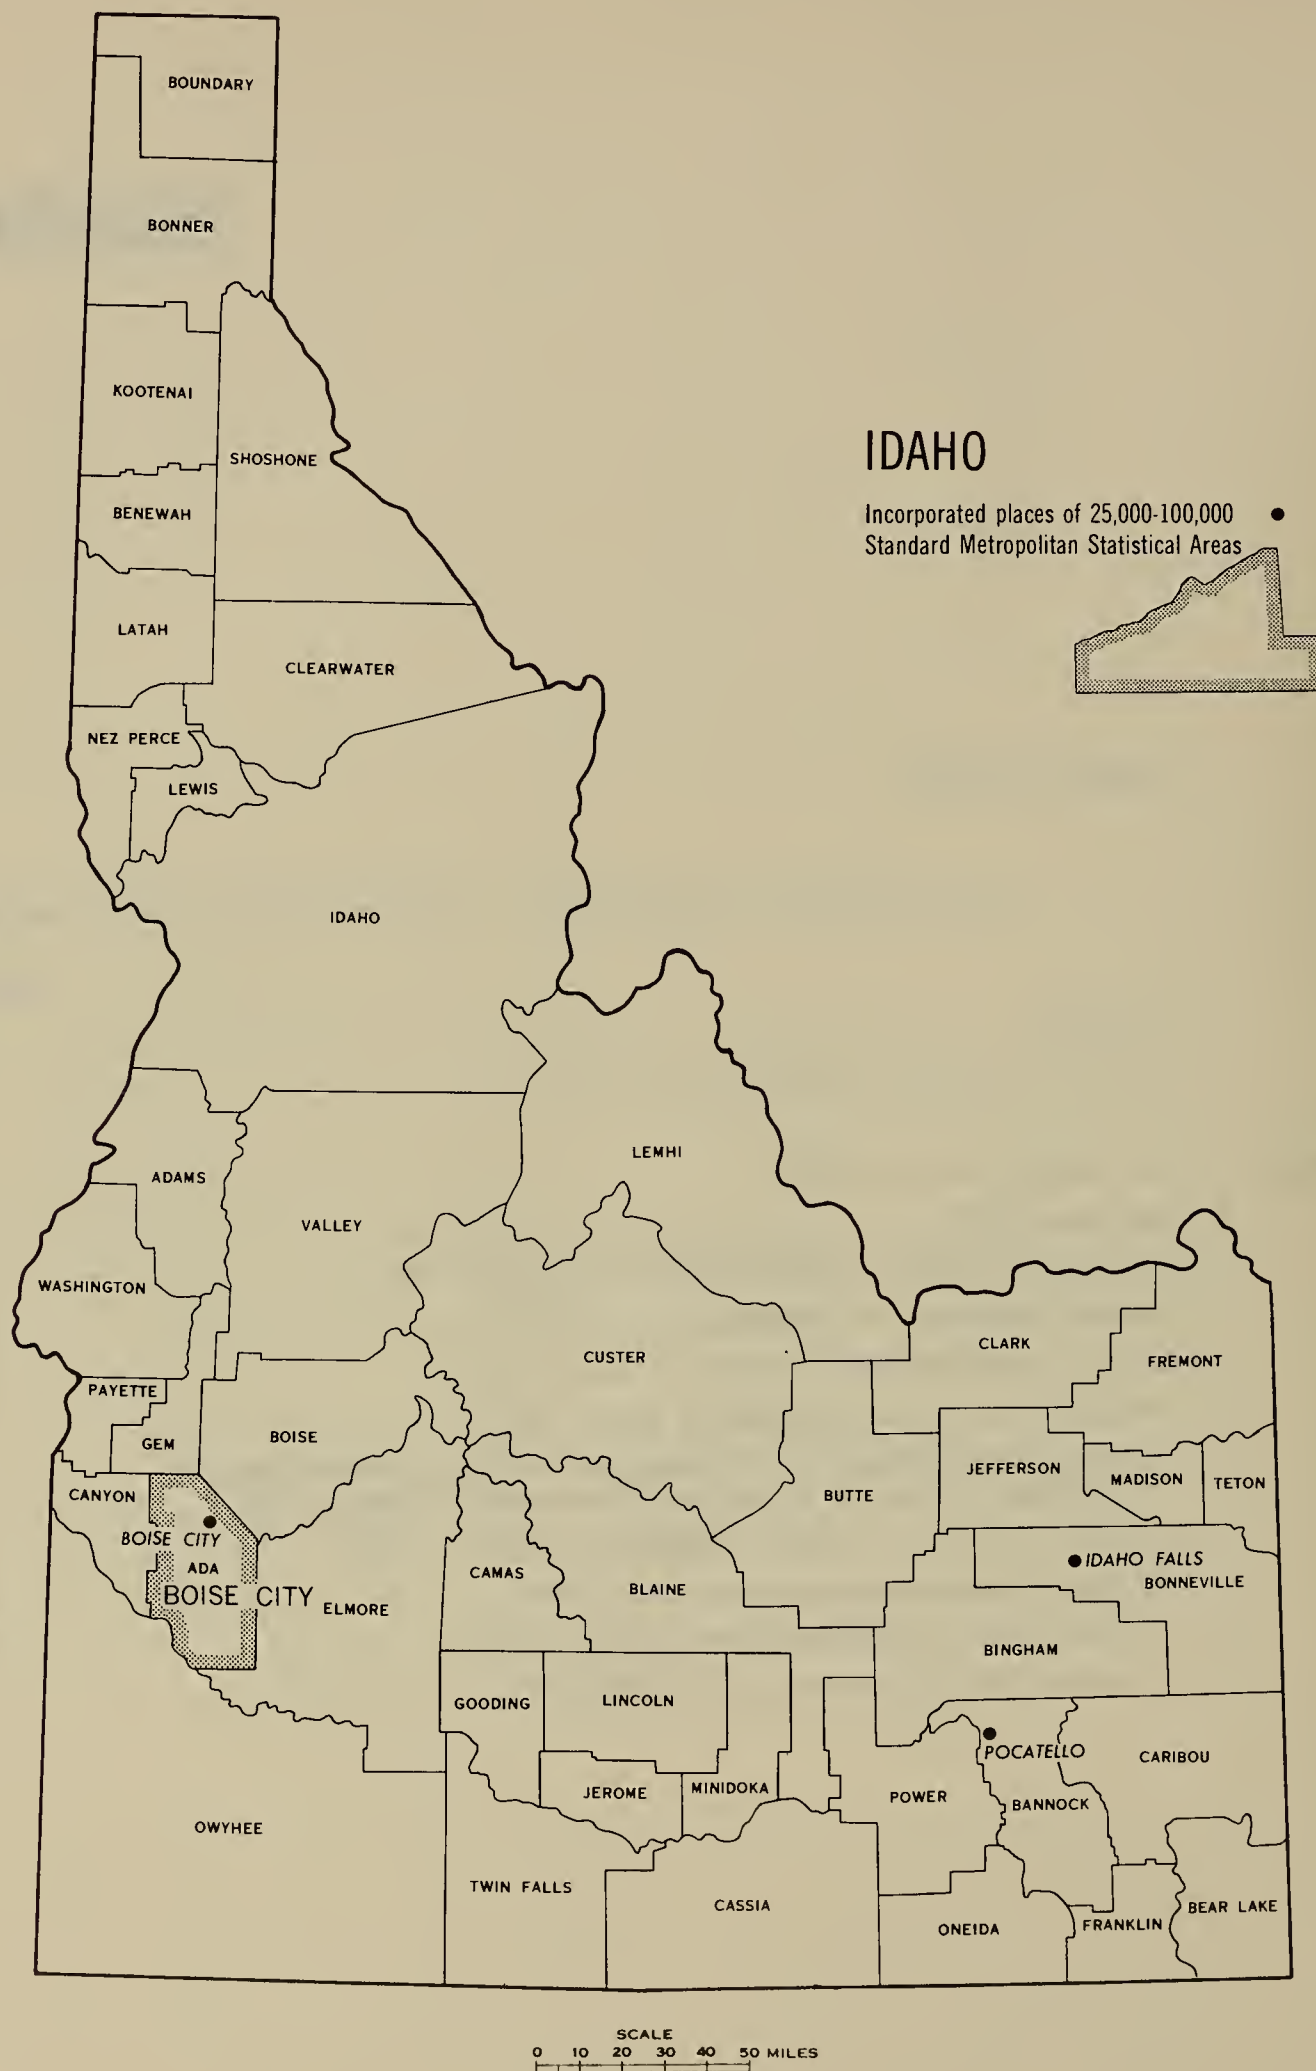 BOUNDARY
BONNER
KOOTENAI
SHOSHONE
IDAHO
Incorporated places of 25,000-100,000
Standard Metropolitan Statistical Areas
BENEWAH
LATAH
CLEARWATER
NEZ PERCE
LEWIS
IDAHO
LEMHI
ADAMS
VALLEY
WASHINGTON
CUSTER
CLARK
FREMONT
PAYETTE
GEM
BOISE
JEFFERSON
MADISON
TETON
CANYON
BUTTE
BOISE CITY
ADA
BOISE CITY
ELMORE
CAMAS
BLAINE
IDAHO FALLS
BONNEVILLE
BINGHAM
GOODING
LINCOLN
POCATELLO
CARIBOU
JEROME
MINIDOKA
POWER
BANNOCK
OWYHEE
TWIN FALLS
CASSIA
ONEIDA
FRANKLIN
BEAR LAKE
SCALE
0 10 20 30 40 50 MILES